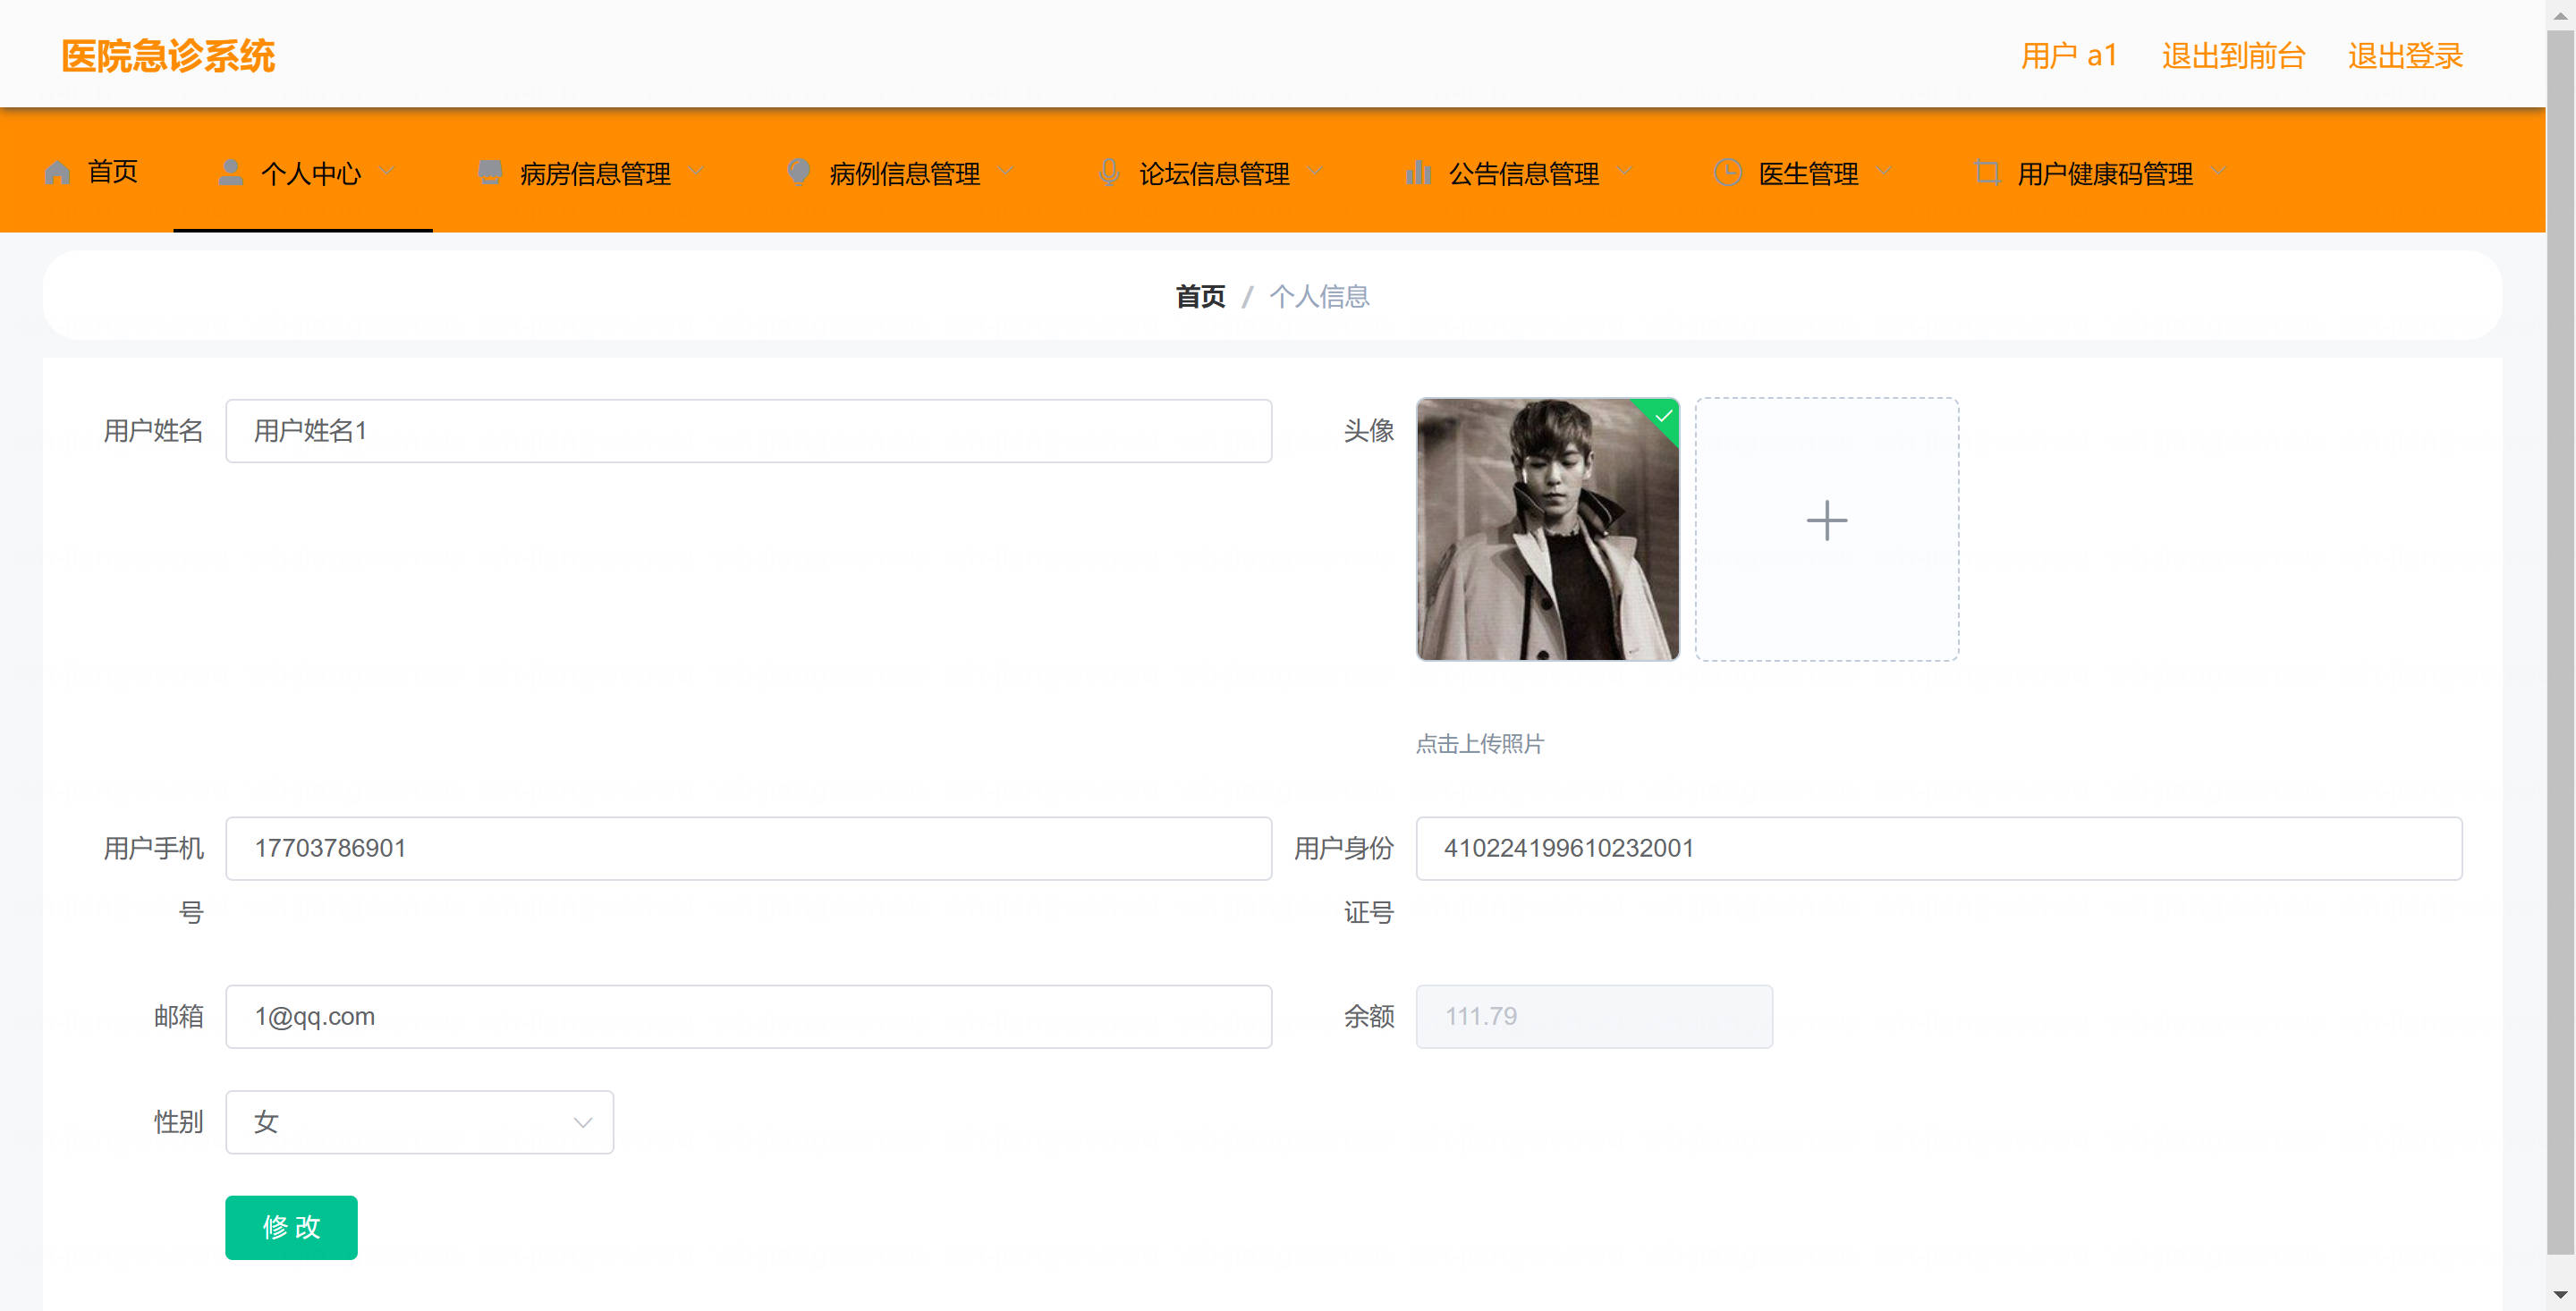 医院急诊系统
用户 a1 退出到前台 退出登录
首页 个人中心 病房信息管理 病例信息管理 论坛信息管理 公告信息管理 医生管理 用户健康码管理
首页 / 个人信息
用户姓名 用户姓名1
头像
点击上传照片
用户手机号 17703786901
用户身份证号 410224199610232001
邮箱 1@qq.com
余额 111.79
性别 女
修改